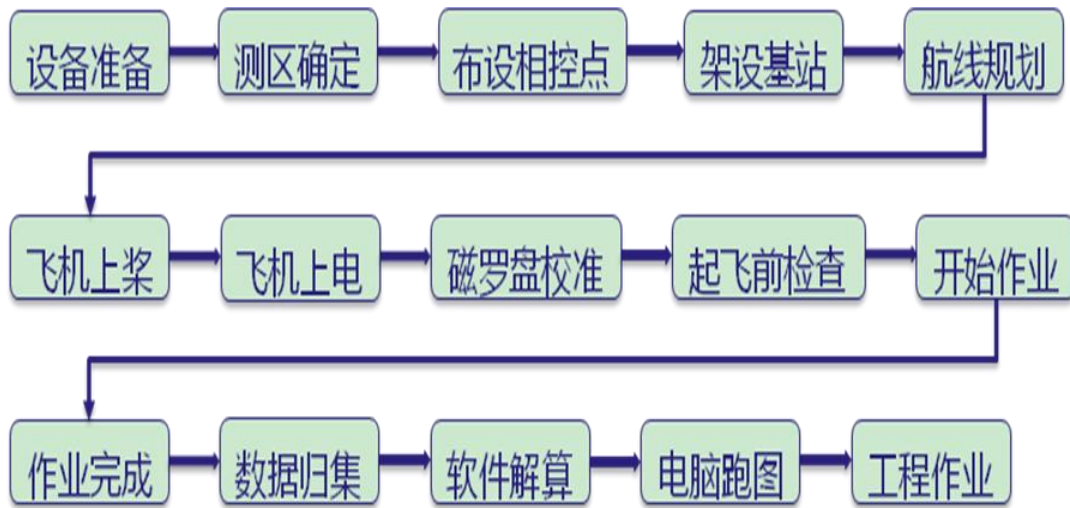 设备准备 测区确定 布设相控点 架设基站 航线规划
飞机上桨 飞机上电 磁罗盘校准 起飞前检查 开始作业
作业完成 数据归集 软件解算 电脑跑图 工程作业